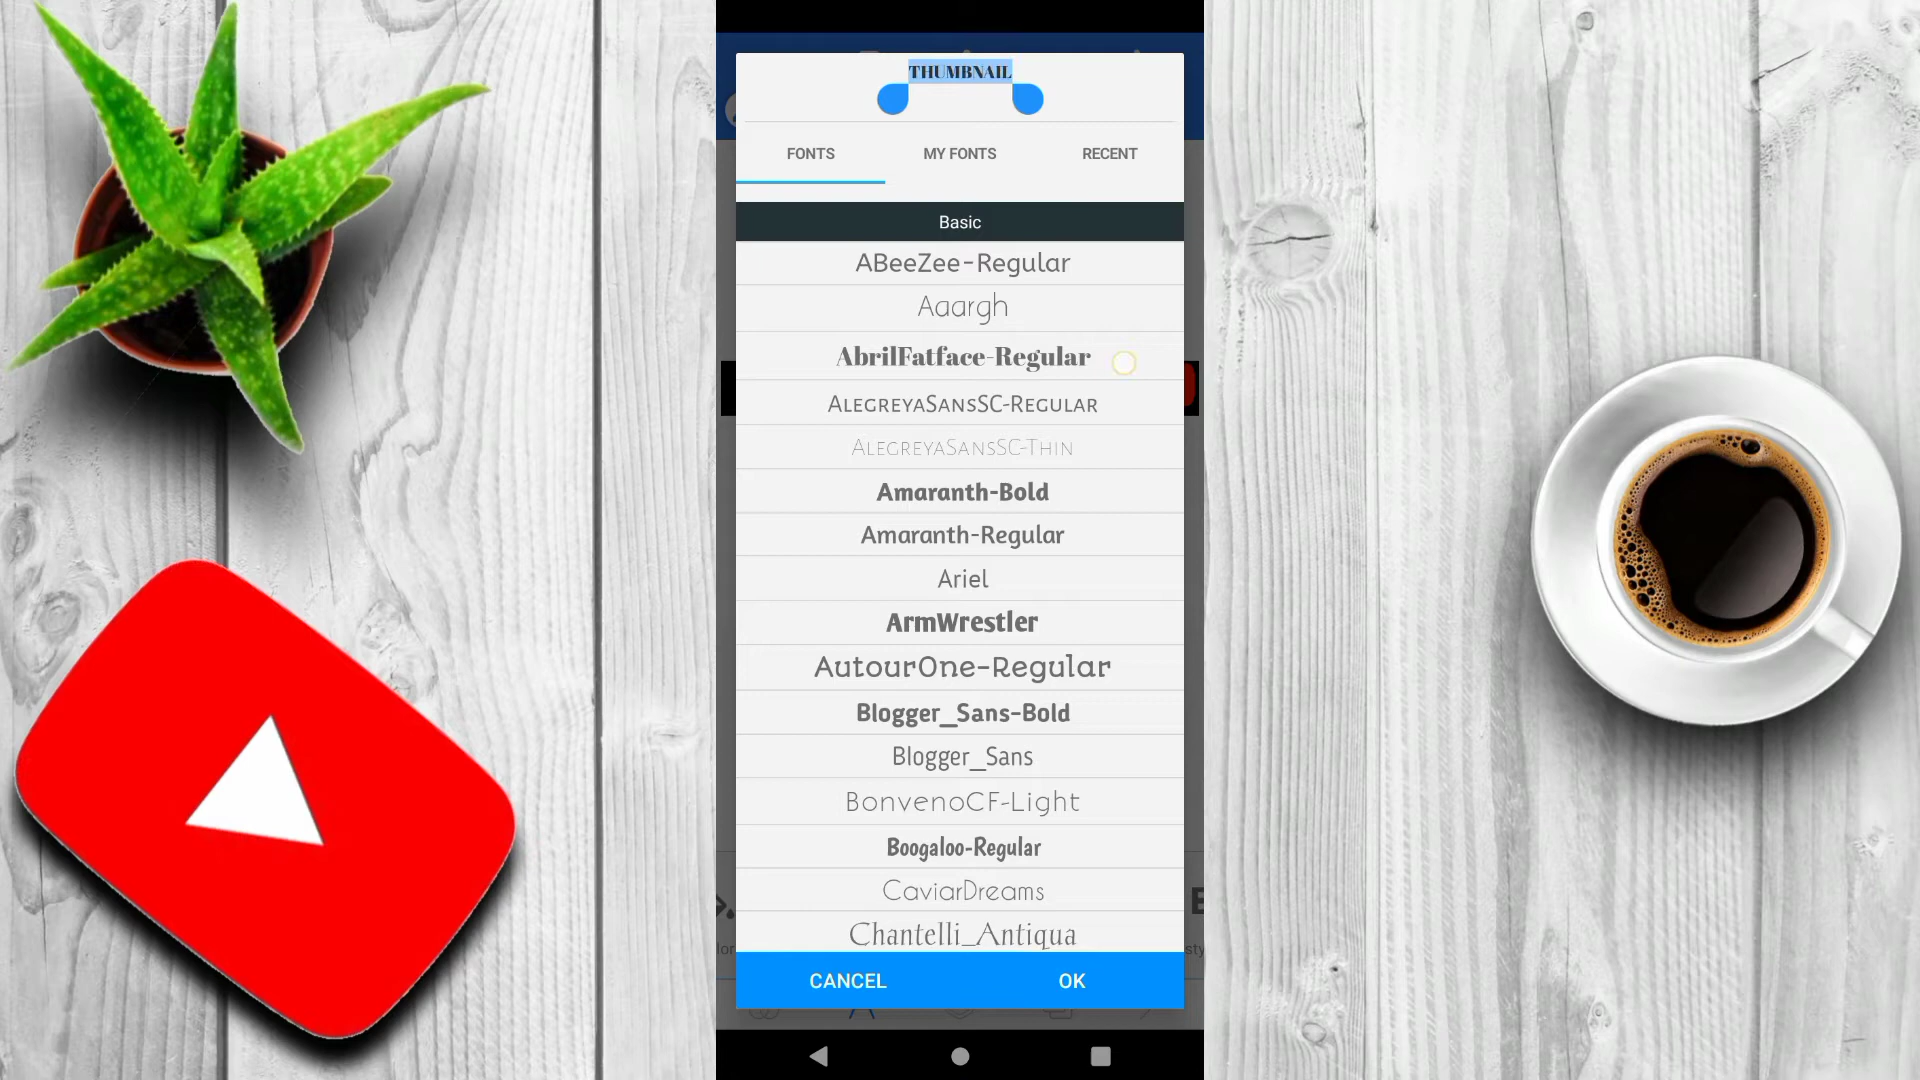 THUMBNAIL
FONTS
MY FONTS
RECENT
Basic
ABeeZee-Regular
Aaargh
AbrilFatface-Regular
AlegreyaSansSC-Regular
AlegreyaSansSC-Thin
Amaranth-Bold
Amaranth-Regular
Ariel
ArmWrestler
AutourOne-Regular
Blogger_Sans-Bold
Blogger_Sans
BonvenoCF-Light
Boogaloo-Regular
CaviarDreams
Chantelli_Antiqua
CANCEL
OK